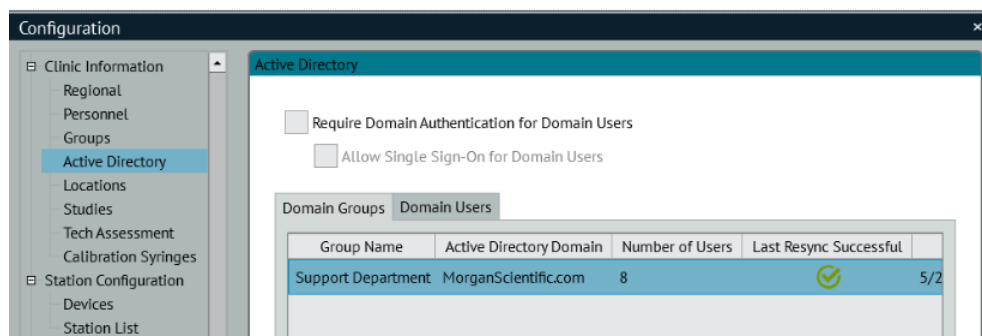 Configuration
Clinic Information
Regional
Personnel
Groups
Active Directory
Locations
Studies
Tech Assessment
Calibration Syringes
Station Configuration
Devices
Station List
Active Directory
Require Domain Authentication for Domain Users
Allow Single Sign-On for Domain Users
Domain Groups Domain Users
Group Name Active Directory Domain Number of Users Last Resync Successful
Support Department MorganScientific.com 8 5/2